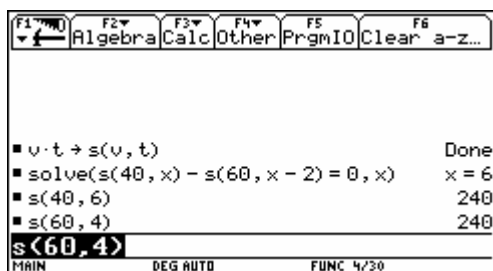 F1 F2 F3 F4 F5 F6
Algebra Calc Other PrgmIO Clear a-z…
v·t → s(v, t) Done
solve(s(40, x) - s(60, x - 2) = 0, x) x = 6
s(40, 6) 240
s(60, 4) 240
s(60,4)
MAIN DEG AUTO FUNC 4/30